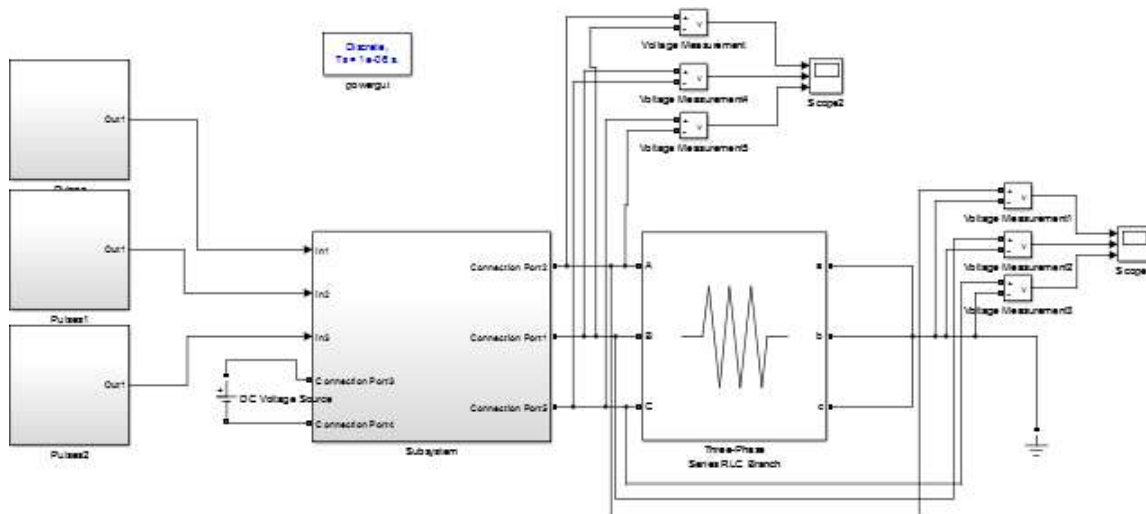 Discrete,
Ts = 1e-06 s.
powergui
Out1
Out1
Pulses1
Out1
Pulses2
In1
In2
In3
Connection Port2
Connection Port1
Connection Port3
Connection Port4
Subsystem
DC Voltage Source
+
A
B
C
a
b
c
Three-Phase
Series RLC Branch
+
-
v
Voltage Measurement
+
-
v
Voltage Measurement4
+
-
v
Voltage Measurement5
Scope2
+
-
v
Voltage Measurement1
+
-
v
Voltage Measurement2
+
-
v
Voltage Measurement3
Scope